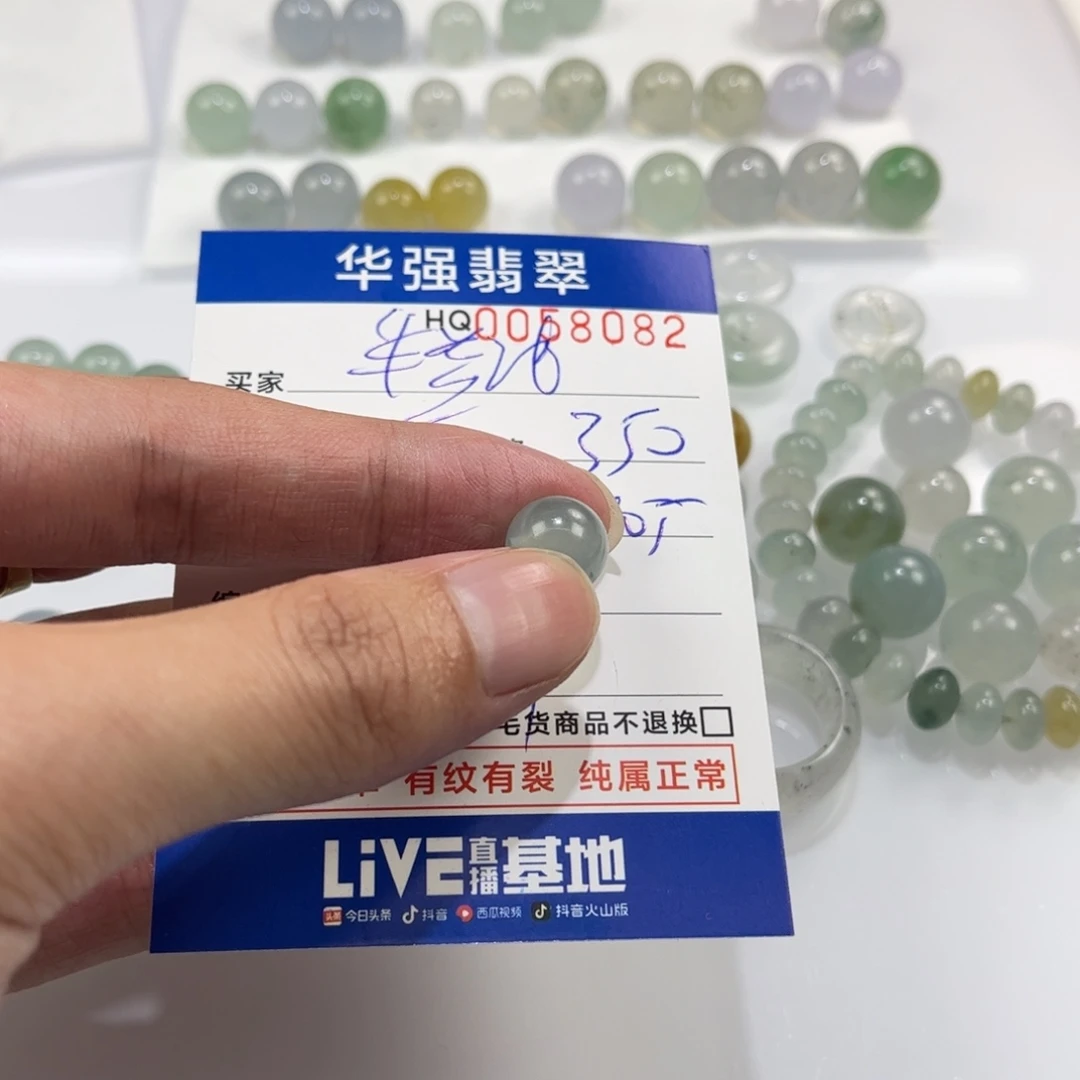 华强翡翠
HQ0058082
买家
350
毛货商品不退换
有纹有裂 纯属正常
LiVE直播基地
今日头条 抖音 西瓜视频 抖音火山版